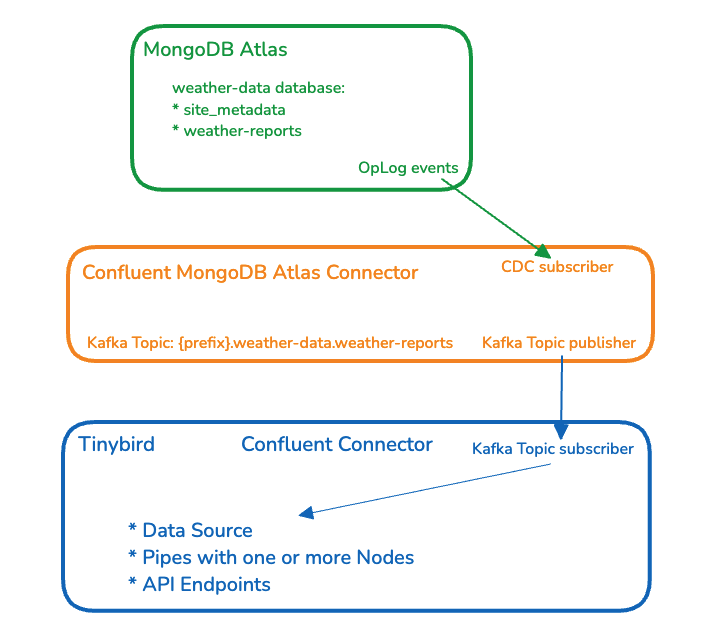 MongoDB Atlas
weather-data database:
* site_metadata
* weather-reports
OpLog events
Confluent MongoDB Atlas Connector
CDC subscriber
Kafka Topic: {prefix}.weather-data.weather-reports
Kafka Topic publisher
Tinybird
Confluent Connector
Kafka Topic subscriber
* Data Source
* Pipes with one or more Nodes
* API Endpoints